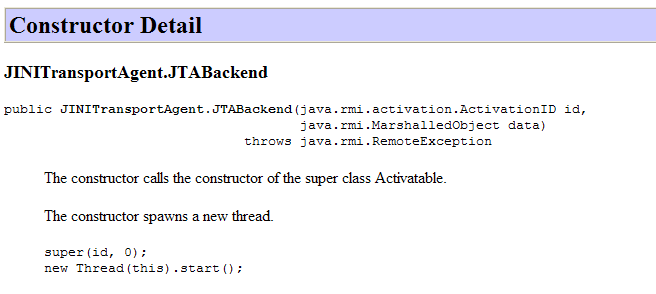 Constructor Detail
JINITransportAgent.JTABackend
public JINITransportAgent.JTABackend(java.rmi.activation.ActivationID id,
java.rmi.MarshalledObject data)
throws java.rmi.RemoteException
The constructor calls the constructor of the super class Activatable.
The constructor spawns a new thread.
super(id, 0);
new Thread(this).start();